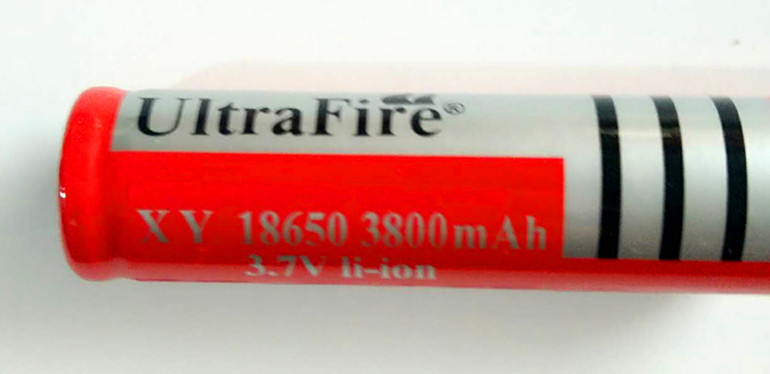 UltraFire®
XY 18650 3800mAh
3.7V li-ion